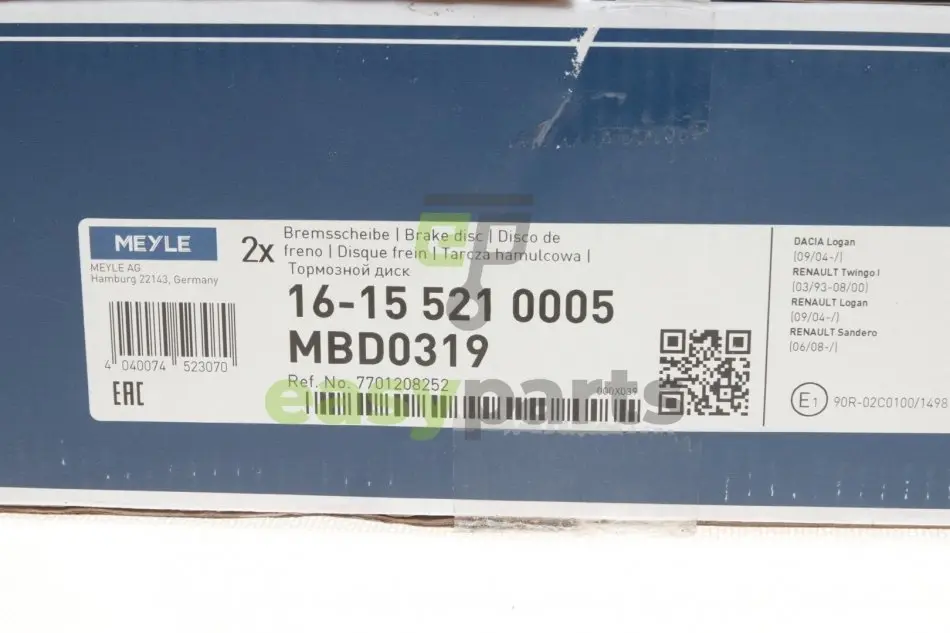 MEYLE
MEYLE AG
Hamburg 22143, Germany
4 040074 523070
EAC
2x
Bremsscheibe | Brake disc | Disco de
freno | Disque frein | Tarcza hamulcowa |
Тормозной диск
16-15 521 0005
MBD0319
Ref. No. 7701208252
000X039
DACIA Logan
(09/04-/)
RENAULT Twingo I
(03/93-08/00)
RENAULT Logan
(09/04-/)
RENAULT Sandero
(06/08-/)
E1 90R-02C0100/1498
ep
easyparts